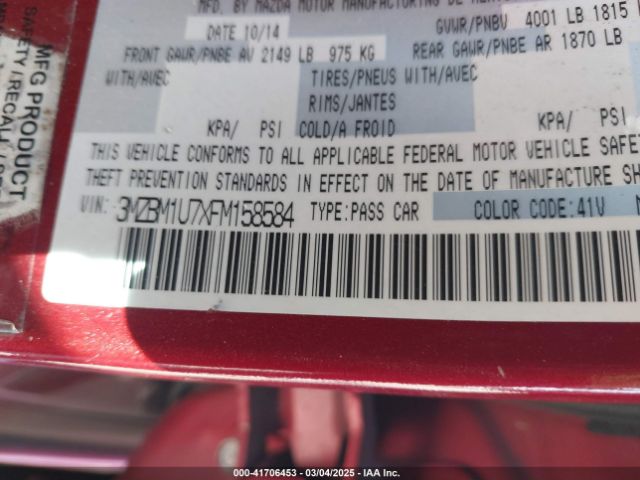 MFD. BY MAZDA MOTOR MANUFACTURING DE
DATE 10/14 GVWR/PNBV 4001 LB 1815
FRONT GAWR/PNBE AV 2149 LB 975 KG REAR GAWR/PNBE AR 1870 LB
WITH/AVEC TIRES/PNEUS WITH/AVEC
RIMS/JANTES
KPA/ PSI COLD/A FROID KPA/ PSI
THIS VEHICLE CONFORMS TO ALL APPLICABLE FEDERAL MOTOR VEHICLE SAFET
THEFT PREVENTION STANDARDS IN EFFECT ON THE DATE OF MANUFACTURE SH
VIN: 3MZBM1U7XFM158584 TYPE:PASS CAR COLOR CODE:41V
MFG PRODUCT
SAFETY /RECALL
000-41706453 • 03/04/2025 • IAA Inc.